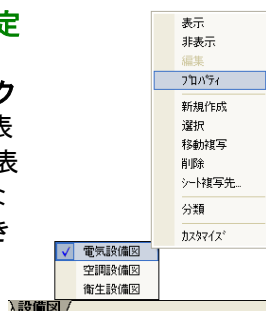 定
ク
表
表
な
き
表示
非表示
編集
ﾌﾟﾛﾊﾟﾃｨ
新規作成
選択
移動複写
削除
ｼｰﾄ複写先...
分類
ｶｽﾀﾏｲｽﾞ
電気設備図
空調設備図
衛生設備図
設備図